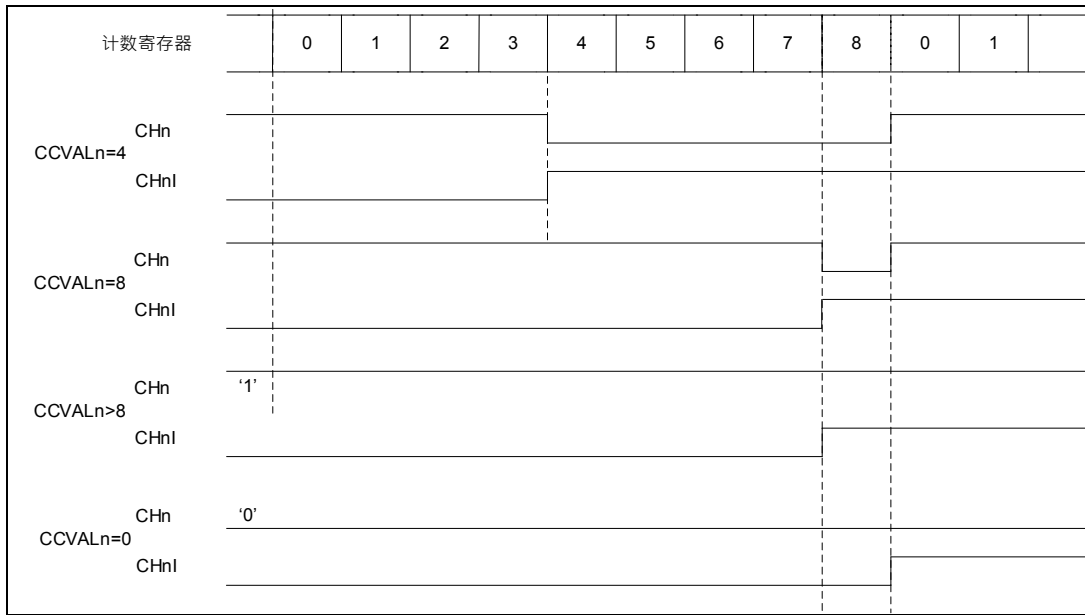 计数寄存器 0 1 2 3 4 5 6 7 8 0 1
CHn
CCVALn=4
CHnI
CHn
CCVALn=8
CHnI
CHn ‘1’
CCVALn>8
CHnI
CHn ‘0’
CCVALn=0
CHnI